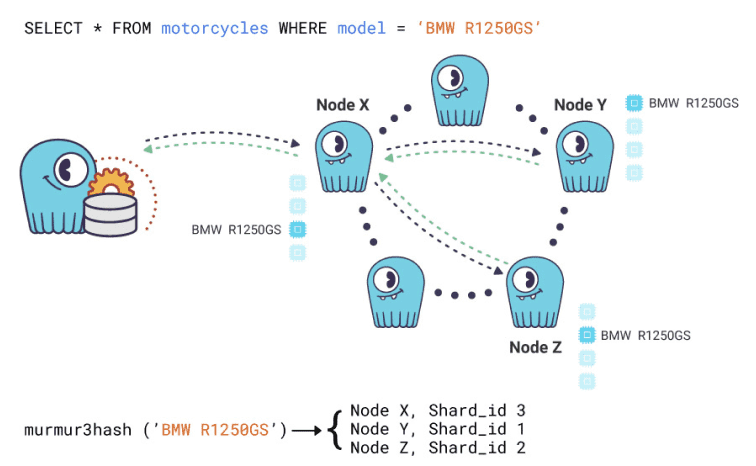 SELECT * FROM motorcycles WHERE model = ‘BMW R1250GS’
Node X
Node Y
BMW R1250GS
BMW R1250GS
BMW R1250GS
Node Z
murmur3hash (’BMW R1250GS’)
Node X, Shard_id 3
Node Y, Shard_id 1
Node Z, Shard_id 2